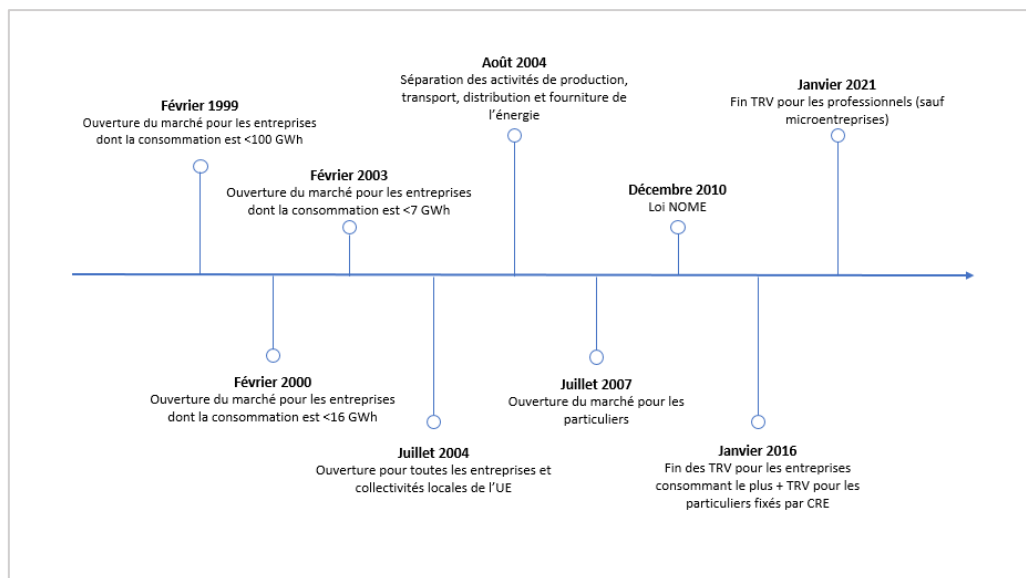 Février 1999
Ouverture du marché pour les entreprises
dont la consommation est <100 GWh
Février 2000
Ouverture du marché pour les entreprises
dont la consommation est <16 GWh
Février 2003
Ouverture du marché pour les entreprises
dont la consommation est <7 GWh
Juillet 2004
Ouverture pour toutes les entreprises et
collectivités locales de l’UE
Août 2004
Séparation des activités de production,
transport, distribution et fourniture de
l’énergie
Juillet 2007
Ouverture du marché pour les
particuliers
Décembre 2010
Loi NOME
Janvier 2016
Fin des TRV pour les entreprises
consommant le plus + TRV pour les
particuliers fixés par CRE
Janvier 2021
Fin TRV pour les professionnels (sauf
microentreprises)